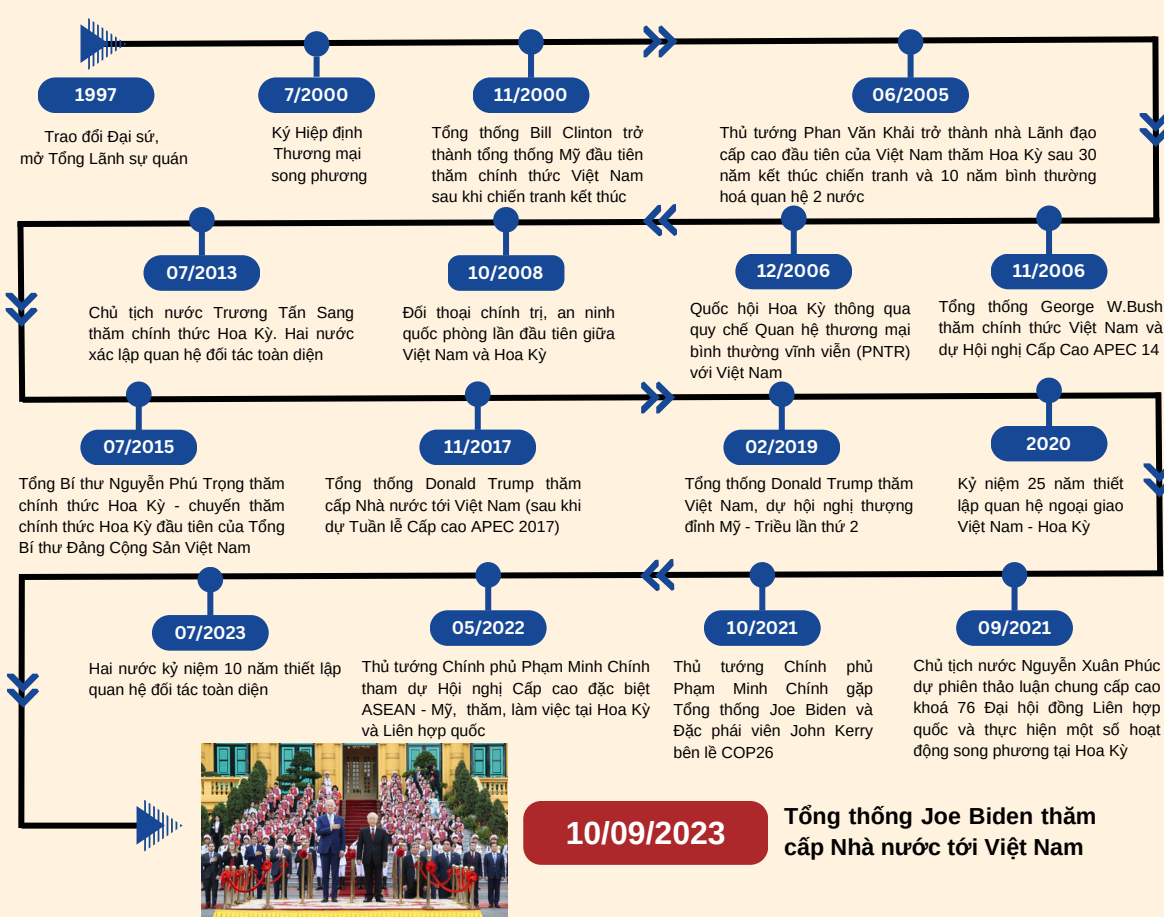 1997
Trao đổi Đại sứ,
mở Tổng Lãnh sự quán
7/2000
Ký Hiệp định
Thương mại
song phương
11/2000
Tổng thống Bill Clinton trở
thành tổng thống Mỹ đầu tiên
thăm chính thức Việt Nam
sau khi chiến tranh kết thúc
06/2005
Thủ tướng Phan Văn Khải trở thành nhà Lãnh đạo
cấp cao đầu tiên của Việt Nam thăm Hoa Kỳ sau 30
năm kết thúc chiến tranh và 10 năm bình thường
hoá quan hệ 2 nước
11/2006
Tổng thống George W.Bush
thăm chính thức Việt Nam và
dự Hội nghị Cấp Cao APEC 14
12/2006
Quốc hội Hoa Kỳ thông qua
quy chế Quan hệ thương mại
bình thường vĩnh viễn (PNTR)
với Việt Nam
10/2008
Đối thoại chính trị, an ninh
quốc phòng lần đầu tiên giữa
Việt Nam và Hoa Kỳ
07/2013
Chủ tịch nước Trương Tấn Sang
thăm chính thức Hoa Kỳ. Hai nước
xác lập quan hệ đối tác toàn diện
07/2015
Tổng Bí thư Nguyễn Phú Trọng thăm
chính thức Hoa Kỳ - chuyến thăm
chính thức Hoa Kỳ đầu tiên của Tổng
Bí thư Đảng Cộng Sản Việt Nam
11/2017
Tổng thống Donald Trump thăm
cấp Nhà nước tới Việt Nam (sau khi
dự Tuần lễ Cấp cao APEC 2017)
02/2019
Tổng thống Donald Trump thăm
Việt Nam, dự hội nghị thượng
đỉnh Mỹ - Triều lần thứ 2
2020
Kỷ niệm 25 năm thiết
lập quan hệ ngoại giao
Việt Nam - Hoa Kỳ
09/2021
Chủ tịch nước Nguyễn Xuân Phúc
dự phiên thảo luận chung cấp cao
khoá 76 Đại hội đồng Liên hợp
quốc và thực hiện một số hoạt
động song phương tại Hoa Kỳ
10/2021
Thủ tướng Chính phủ
Phạm Minh Chính gặp
Tổng thống Joe Biden và
Đặc phái viên John Kerry
bên lề COP26
05/2022
Thủ tướng Chính phủ Phạm Minh Chính
tham dự Hội nghị Cấp cao đặc biệt
ASEAN - Mỹ, thăm, làm việc tại Hoa Kỳ
và Liên hợp quốc
07/2023
Hai nước kỷ niệm 10 năm thiết lập
quan hệ đối tác toàn diện
10/09/2023
Tổng thống Joe Biden thăm
cấp Nhà nước tới Việt Nam